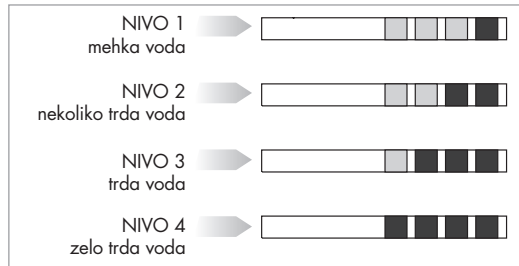 NIVO 1
mehka voda
NIVO 2
nekoliko trda voda
NIVO 3
trda voda
NIVO 4
zelo trda voda